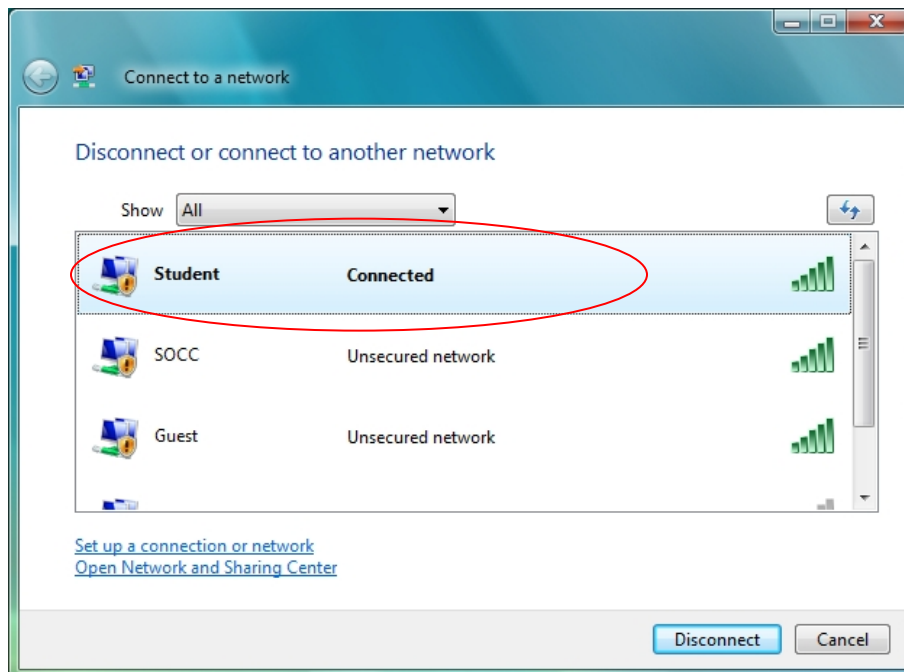 Connect to a network
Disconnect or connect to another network
Show All
Student Connected
SOCC Unsecured network
Guest Unsecured network
Set up a connection or network
Open Network and Sharing Center
Disconnect Cancel